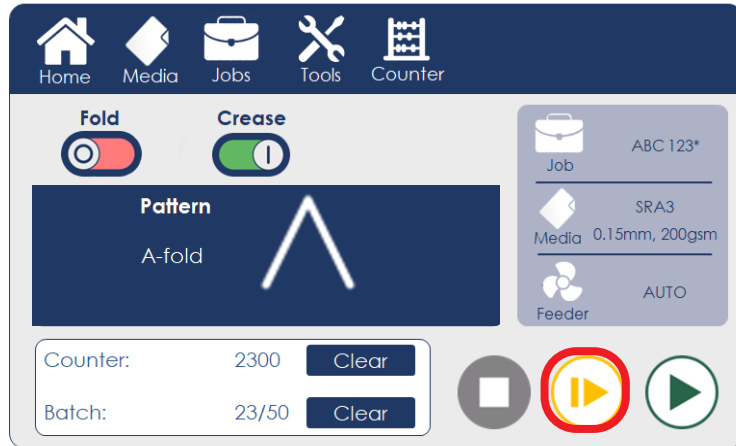 Home Media Jobs Tools Counter
Fold Crease
Pattern
A-fold
Job ABC 123*
Media SRA3
0.15mm, 200gsm
Feeder AUTO
Counter: 2300 Clear
Batch: 23/50 Clear